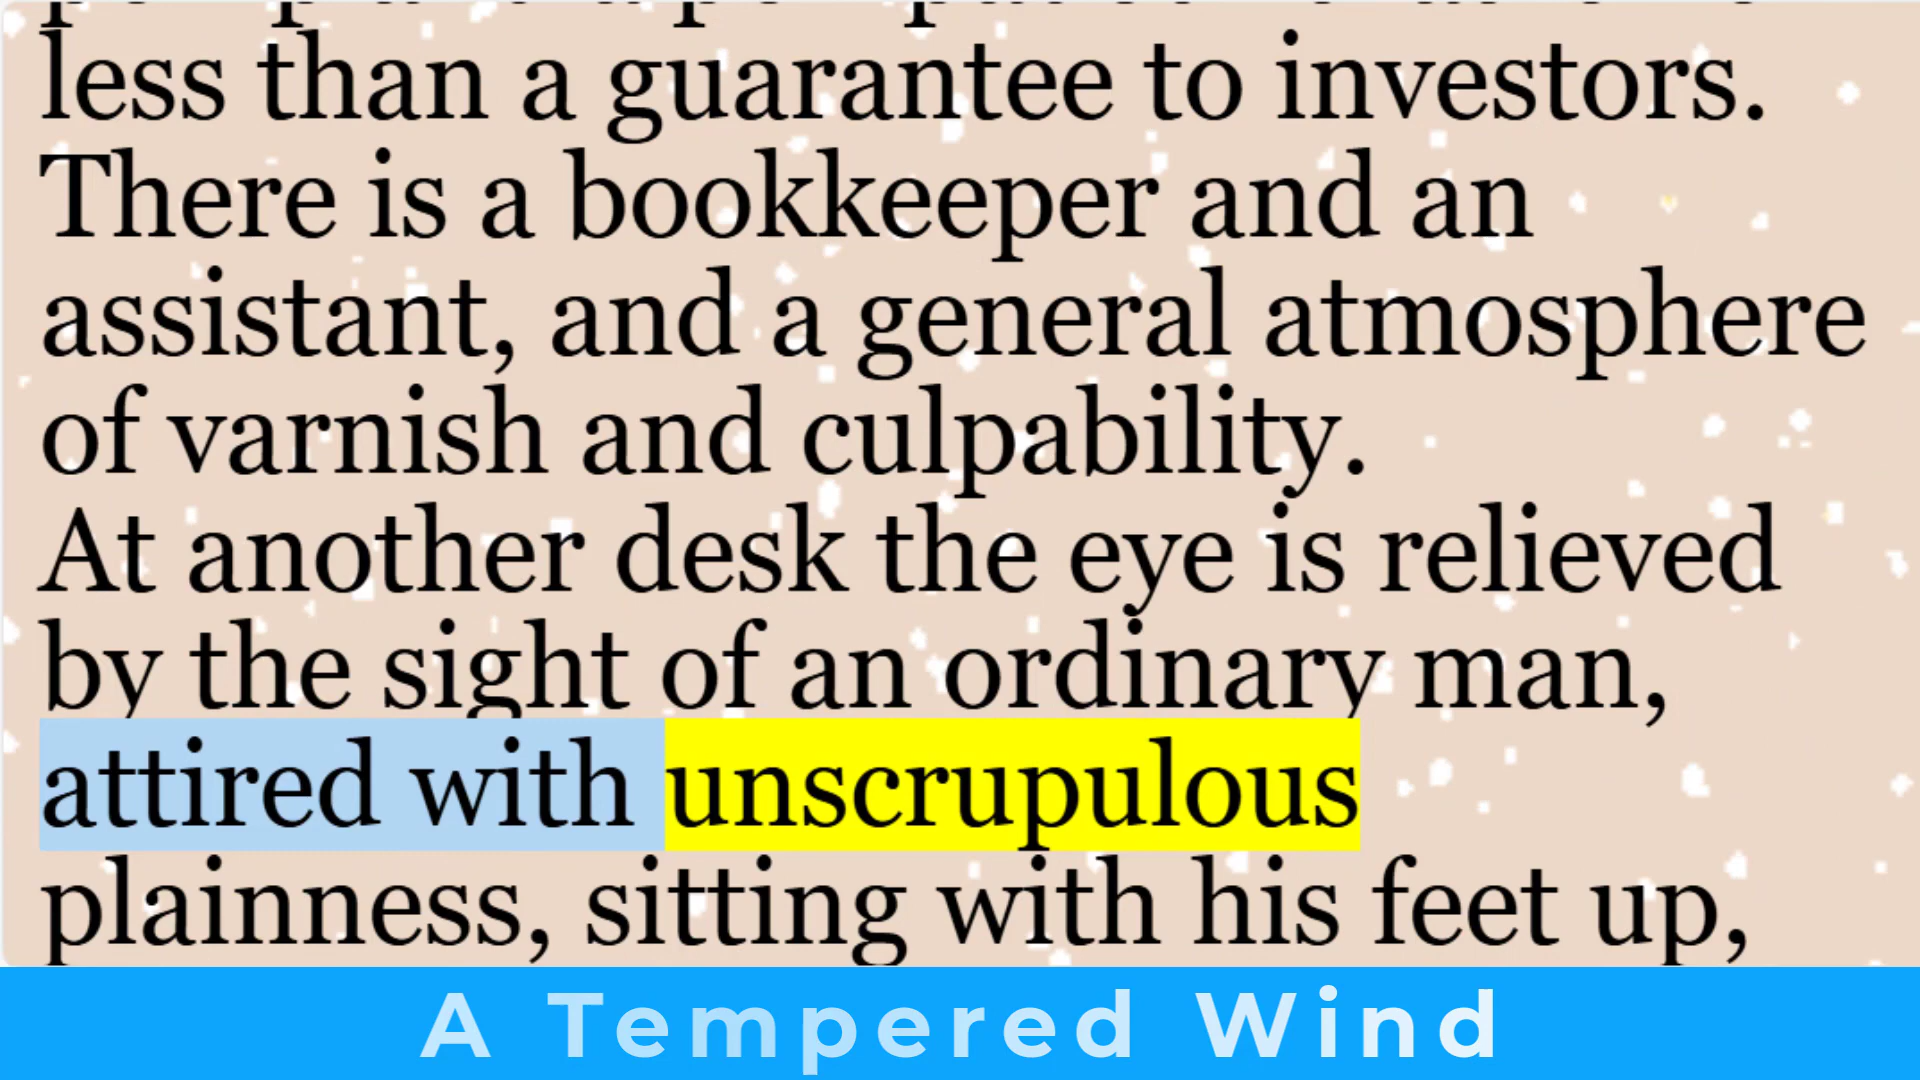 less than a guarantee to investors.
There is a bookkeeper and an
assistant, and a general atmosphere
of varnish and culpability.
At another desk the eye is relieved
by the sight of an ordinary man,
attired with unscrupulous
plainness, sitting with his feet up,
A Tempered Wind